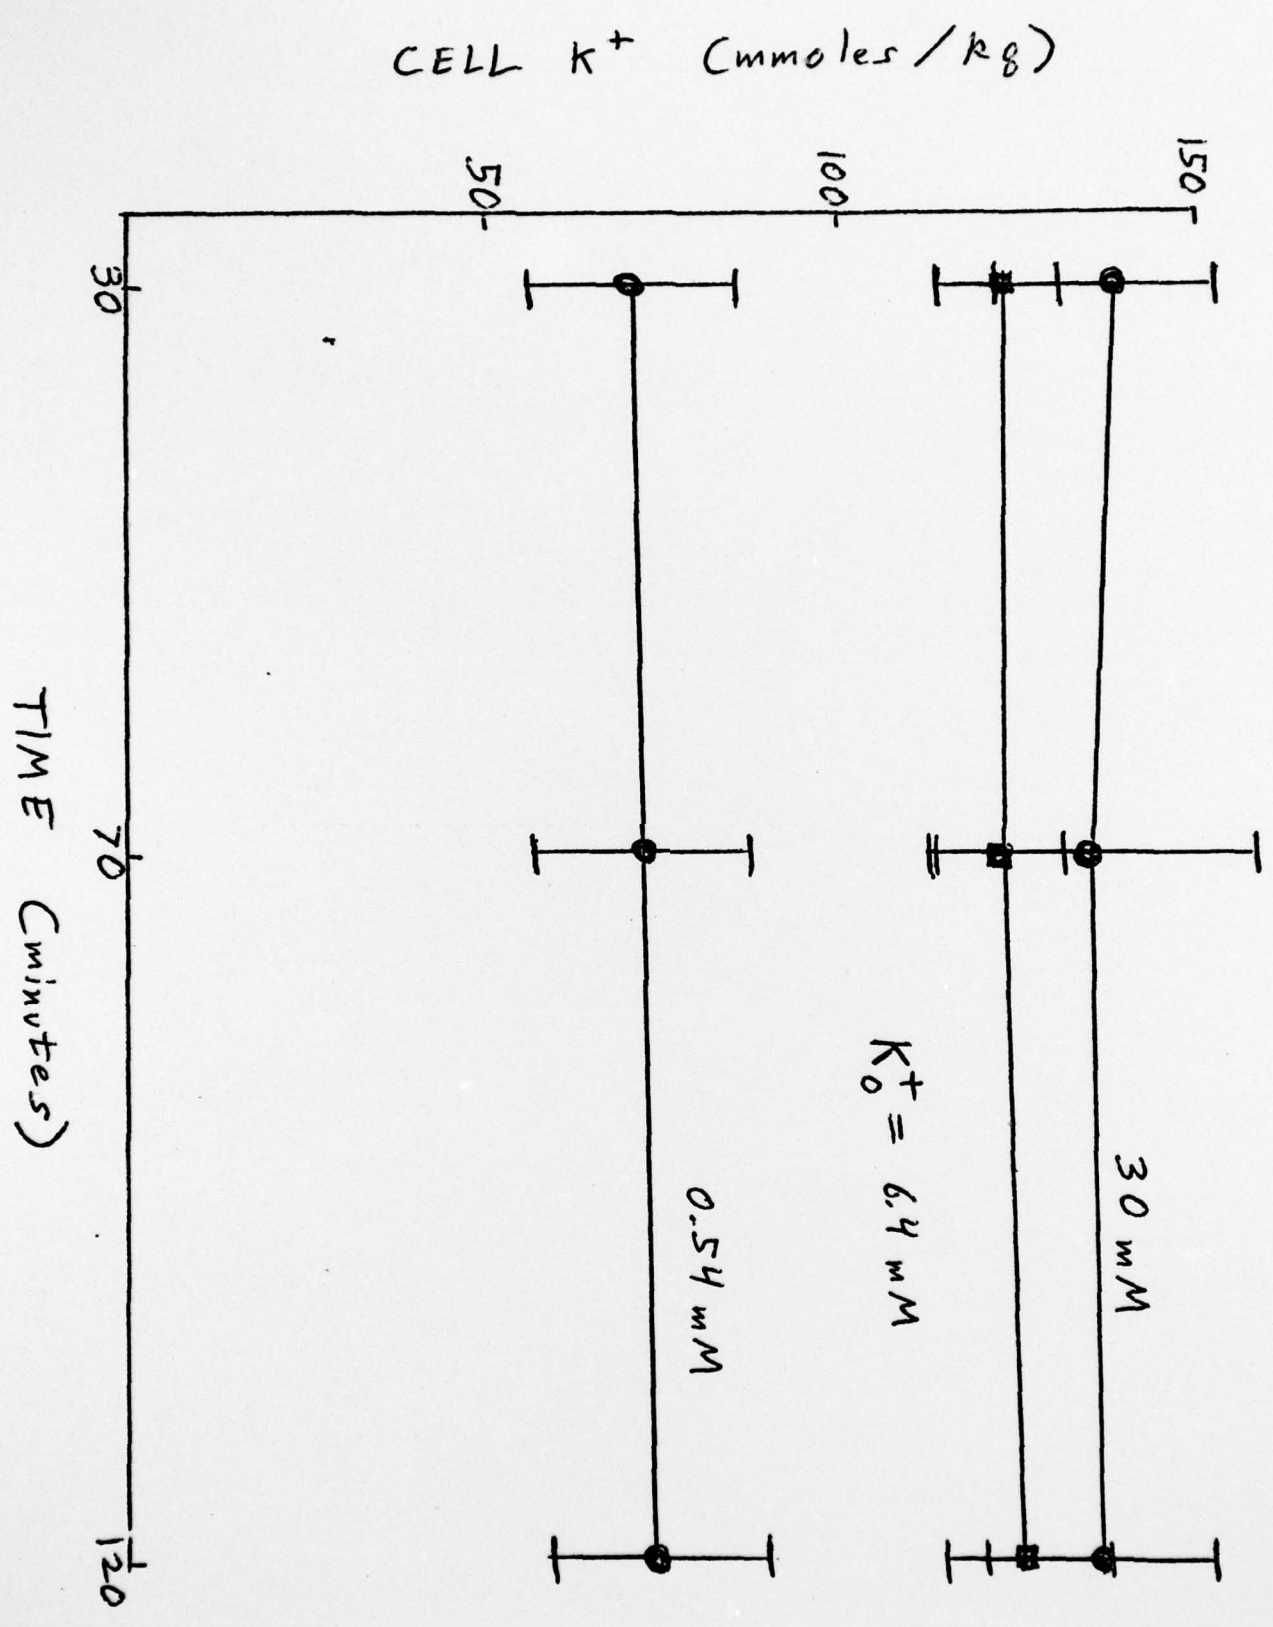 CELL K⁺ (mmoles/kg)
150
100
50
30 mM
K₀⁺ = 6.4 mM
0.54 mM
30
70
120
TIME (minutes)